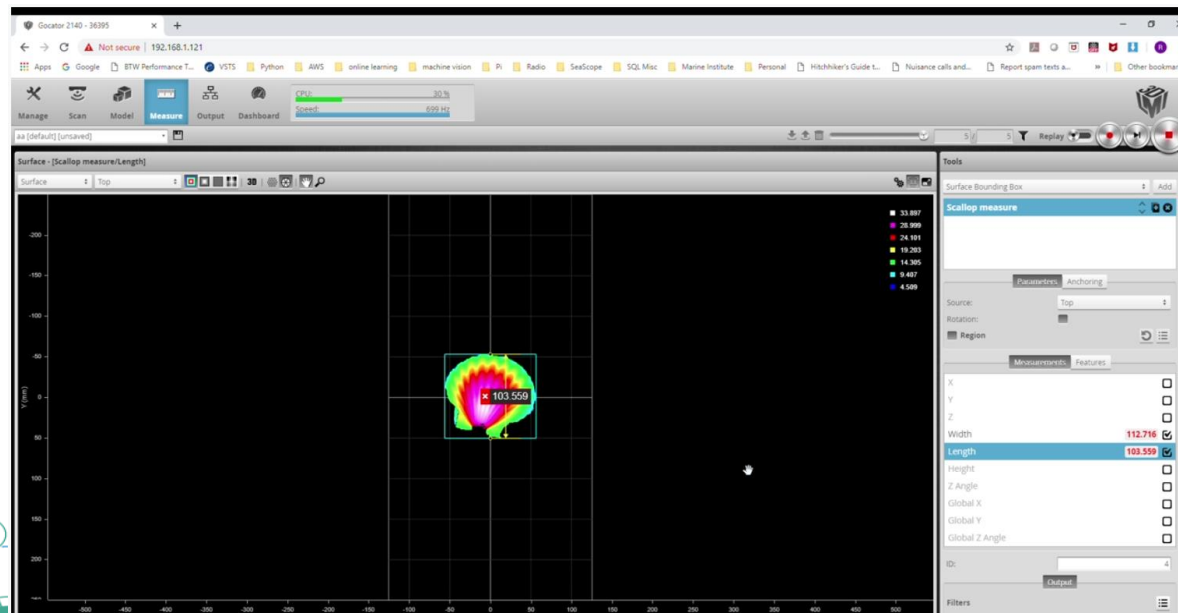 Gocator 2140 - 36395
Not secure | 192.168.1.121
Apps Google BTW Performance T... VSTS Python AWS online learning machine vision Pi Radio SeaScope SQL Misc Marine Institute Personal Hitchhiker's Guide t... Nuisance calls and... Report spam texts a... » Other bookmar
CPU: 30 %
Speed: 699 Hz
Manage Scan Model Measure Output Dashboard
aa [default] [unsaved] 5 / 5 Replay
Surface - [Scallop measure/Length]
Surface Top 3D
33.897
28.999
24.101
19.203
14.305
9.407
4.509
-200
-150
-100
-50
Y (mm) 0
50
100
150
200
103.559
-500 -450 -400 -350 -300 -250 -200 -150 -100 -50 0 50 100 150 200 250 300 350 400 450 500
Tools
Surface Bounding Box Add
Scallop measure
Parameters Anchoring
Source: Top
Rotation:
Region
Measurements Features
X
Y
Z
Width 112.716
Length 103.559
Height
Z Angle
Global X
Global Y
Global Z Angle
ID: 4
Output
Filters